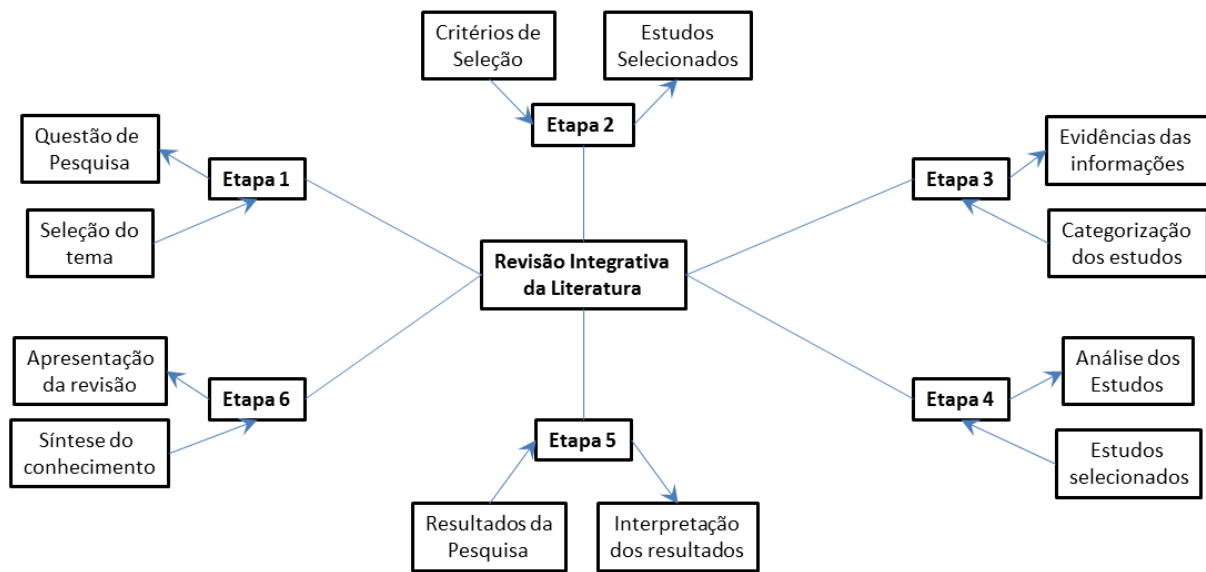 Critérios de
Seleção
Estudos
Selecionados
Etapa 2
Questão de
Pesquisa
Etapa 1
Seleção do
tema
Evidências das
informações
Etapa 3
Categorização
dos estudos
Revisão Integrativa
da Literatura
Apresentação
da revisão
Etapa 6
Síntese do
conhecimento
Análise dos
Estudos
Etapa 4
Estudos
selecionados
Etapa 5
Resultados da
Pesquisa
Interpretação
dos resultados